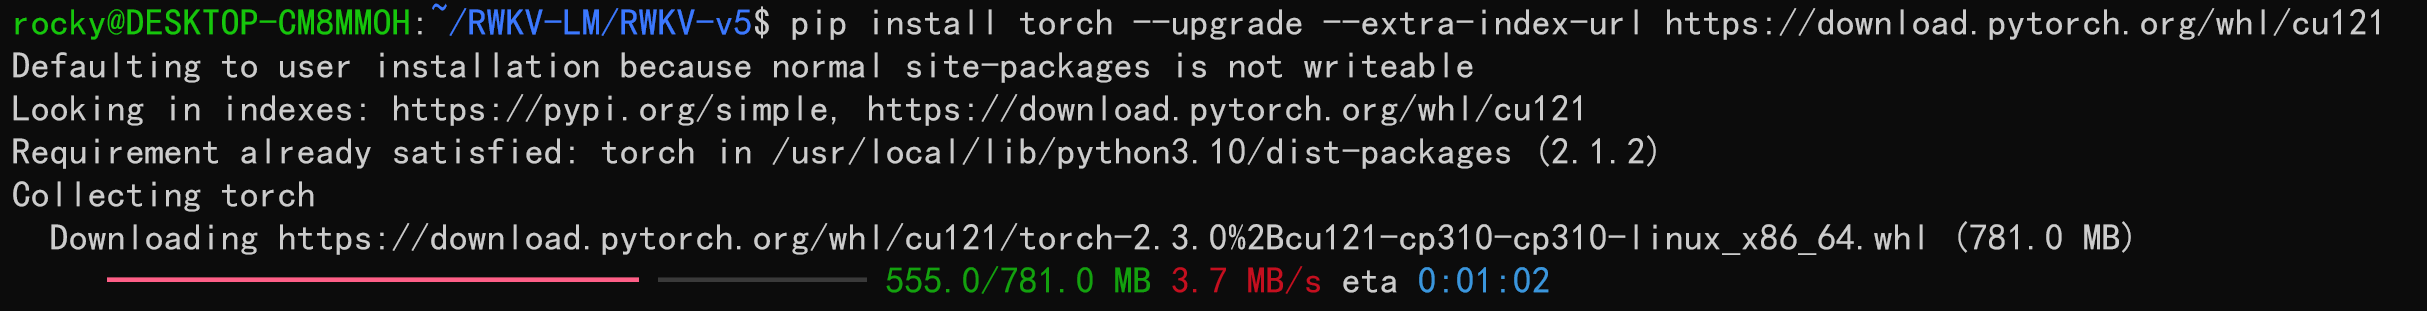 rocky@DESKTOP-CM8MMOH:~/RWKV-LM/RWKV-v5$ pip install torch --upgrade --extra-index-url https://download.pytorch.org/whl/cu121
Defaulting to user installation because normal site-packages is not writeable
Looking in indexes: https://pypi.org/simple, https://download.pytorch.org/whl/cu121
Requirement already satisfied: torch in /usr/local/lib/python3.10/dist-packages (2.1.2)
Collecting torch
  Downloading https://download.pytorch.org/whl/cu121/torch-2.3.0%2Bcu121-cp310-cp310-linux_x86_64.whl (781.0 MB)
555.0/781.0 MB 3.7 MB/s eta 0:01:02